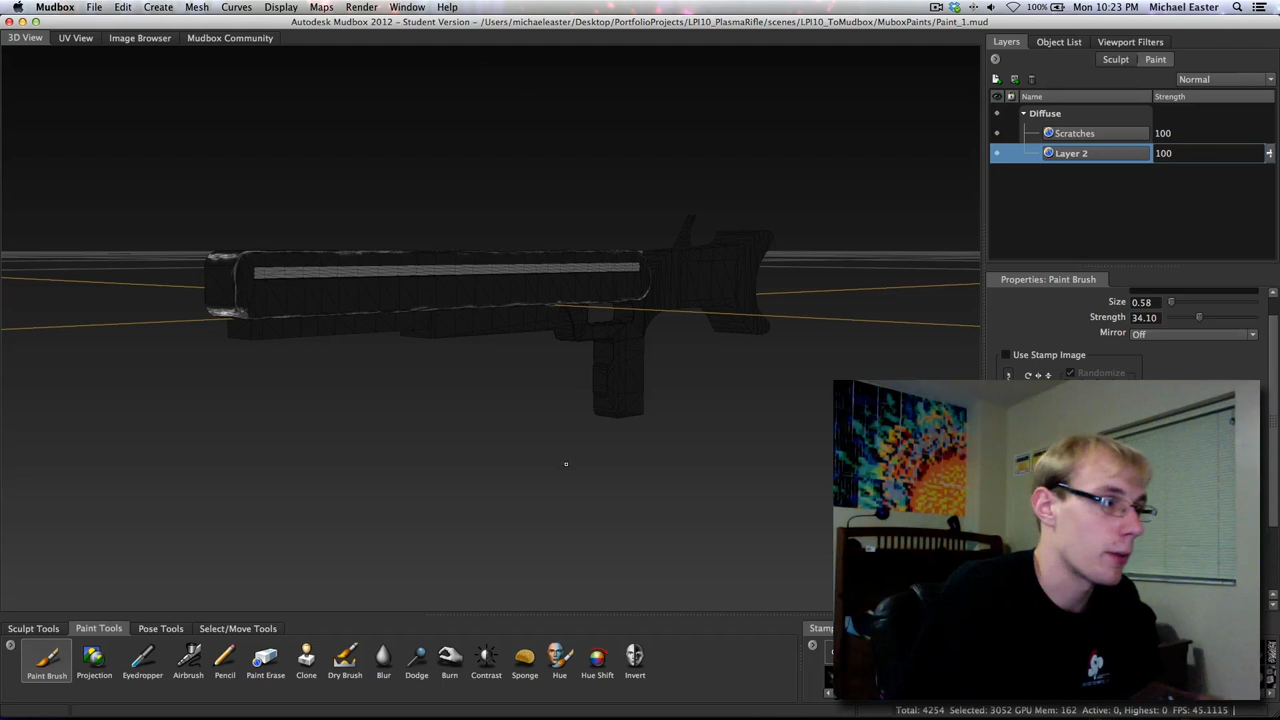 Mudbox File Edit Create Mesh Curves Display Maps Render Window Help 100% Mon 10:23 PM Michael Easter
Autodesk Mudbox 2012 - Student Version - /Users/michaeleaster/Desktop/PortfolioProjects/LPI10_PlasmaRifle/scenes/LPI10_ToMudbox/MuboxPaints/Paint_1.mud
3D View UV View Image Browser Mudbox Community
Layers Object List Viewport Filters
Sculpt Paint
Normal
Name Strength
Diffuse
Scratches 100
Layer 2 100
Properties: Paint Brush
Size 0.58
Strength 34.10
Mirror Off
Use Stamp Image
Randomize
Sculpt Tools Paint Tools Pose Tools Select/Move Tools Stamp
Paint Brush Projection Eyedropper Airbrush Pencil Paint Erase Clone Dry Brush Blur Dodge Burn Contrast Sponge Hue Hue Shift Invert
Total: 4254 Selected: 3052 GPU Mem: 162 Active: 0, Highest: 0 FPS: 45.1115